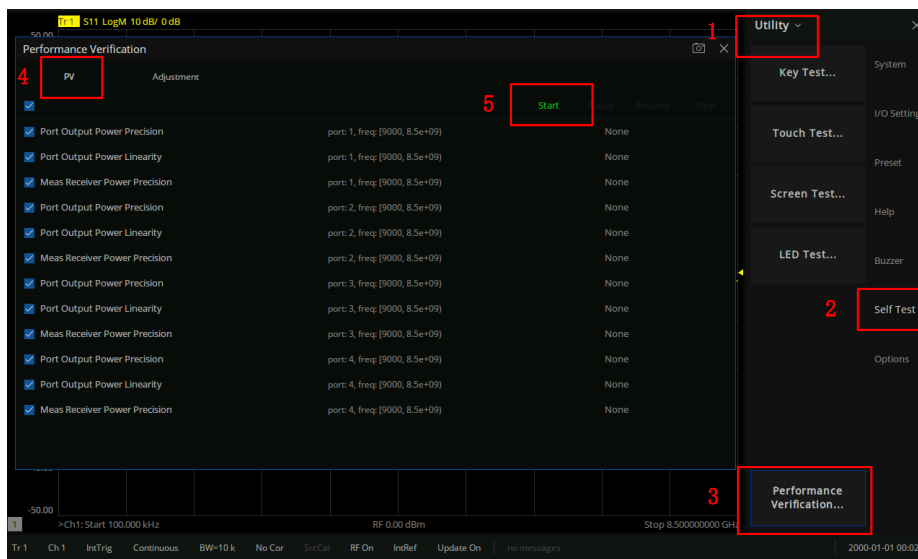 Tr 1 S11 LogM 10 dB/ 0 dB
50.00
Performance Verification
4 PV Adjustment
5 Start Pause Resume Stop
Port Output Power Precision port: 1, freq: [9000, 8.5e+09) None
Port Output Power Linearity port: 1, freq: [9000, 8.5e+09) None
Meas Receiver Power Precision port: 1, freq: [9000, 8.5e+09) None
Port Output Power Precision port: 2, freq: [9000, 8.5e+09) None
Port Output Power Linearity port: 2, freq: [9000, 8.5e+09) None
Meas Receiver Power Precision port: 2, freq: [9000, 8.5e+09) None
Port Output Power Precision port: 3, freq: [9000, 8.5e+09) None
Port Output Power Linearity port: 3, freq: [9000, 8.5e+09) None
Meas Receiver Power Precision port: 3, freq: [9000, 8.5e+09) None
Port Output Power Precision port: 4, freq: [9000, 8.5e+09) None
Port Output Power Linearity port: 4, freq: [9000, 8.5e+09) None
Meas Receiver Power Precision port: 4, freq: [9000, 8.5e+09) None
-50.00
1 >Ch1: Start 100.000 kHz RF 0.00 dBm Stop 8.500000000 GHz
1 Utility
Key Test...
Touch Test...
Screen Test...
LED Test...
3 Performance
Verification...
System
I/O Setting
Preset
Help
Buzzer
2 Self Test
Options
Tr 1 Ch 1 IntTrig Continuous BW=10 k No Cor SrcCal RF On IntRef Update On no messages 2000-01-01 00:02